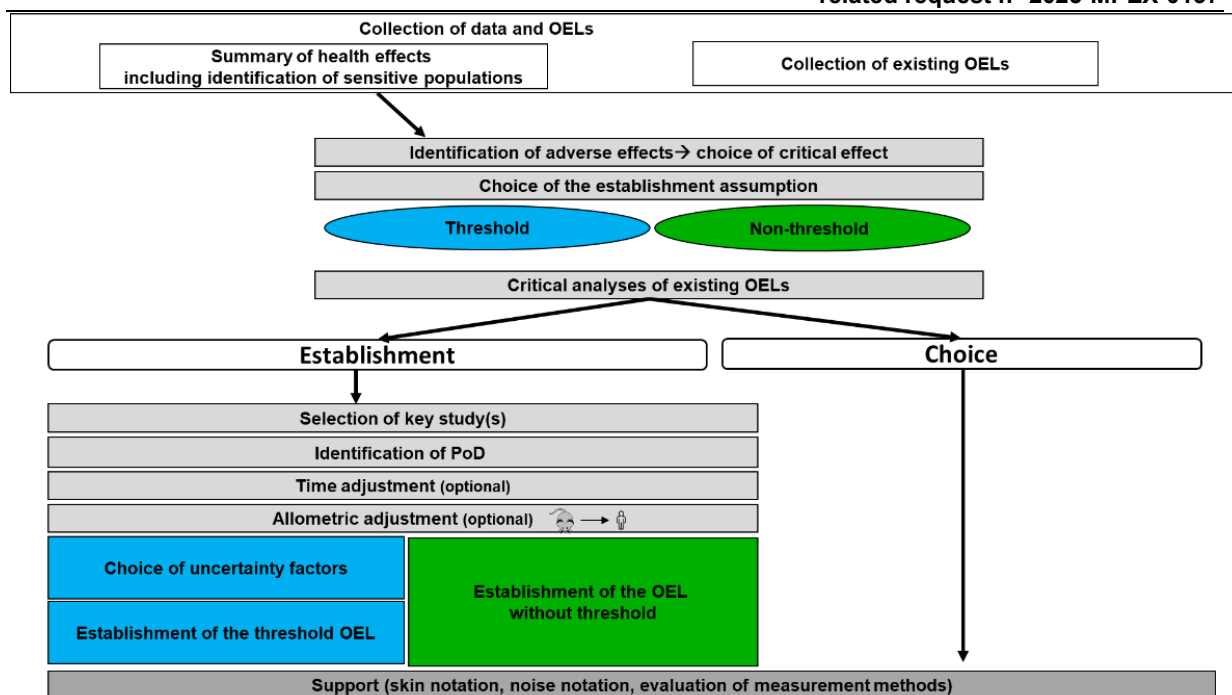 Collection of data and OELs
Summary of health effects
including identification of sensitive populations
Collection of existing OELs
Identification of adverse effects→ choice of critical effect
Choice of the establishment assumption
Threshold
Non-threshold
Critical analyses of existing OELs
Establishment
Choice
Selection of key study(s)
Identification of PoD
Time adjustment (optional)
Allometric adjustment (optional)
Choice of uncertainty factors
Establishment of the threshold OEL
Establishment of the OEL
without threshold
Support (skin notation, noise notation, evaluation of measurement methods)